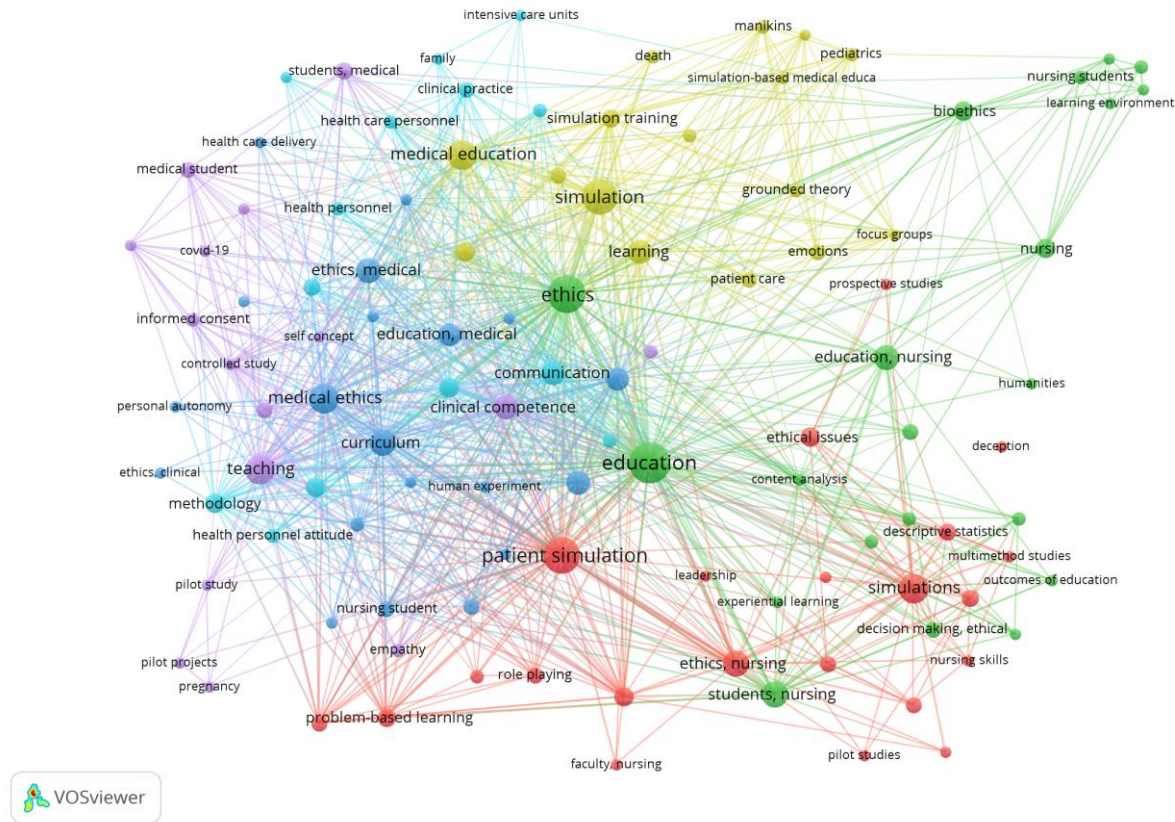 intensive care units
manikins
family
death
pediatrics
students, medical
clinical practice
simulation-based medical educa
nursing students
learning environment
health care personnel
simulation training
bioethics
health care delivery
medical education
medical student
simulation
grounded theory
health personnel
covid-19
learning
emotions
focus groups
nursing
ethics, medical
patient care
prospective studies
ethics
informed consent
self concept
education, medical
education, nursing
controlled study
communication
humanities
personal autonomy
medical ethics
clinical competence
curriculum
ethical issues
deception
teaching
education
ethics, clinical
human experiment
content analysis
methodology
health personnel attitude
descriptive statistics
patient simulation
multimethod studies
pilot study
leadership
simulations
outcomes of education
nursing student
experiential learning
decision making, ethical
empathy
pilot projects
ethics, nursing
nursing skills
pregnancy
role playing
students, nursing
problem-based learning
faculty, nursing
pilot studies
VOSviewer